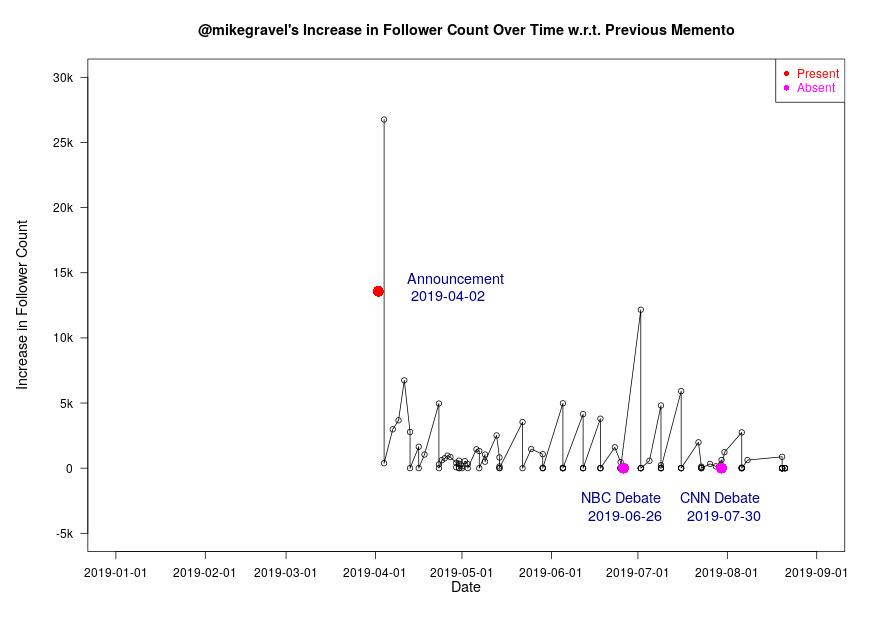 @mikegravel's Increase in Follower Count Over Time w.r.t. Previous Memento
Present
Absent
30k
25k
20k
15k
10k
5k
0
-5k
Increase in Follower Count
Announcement
2019-04-02
NBC Debate
2019-06-26
CNN Debate
2019-07-30
2019-01-01
2019-02-01
2019-03-01
2019-04-01
2019-05-01
2019-06-01
2019-07-01
2019-08-01
2019-09-01
Date